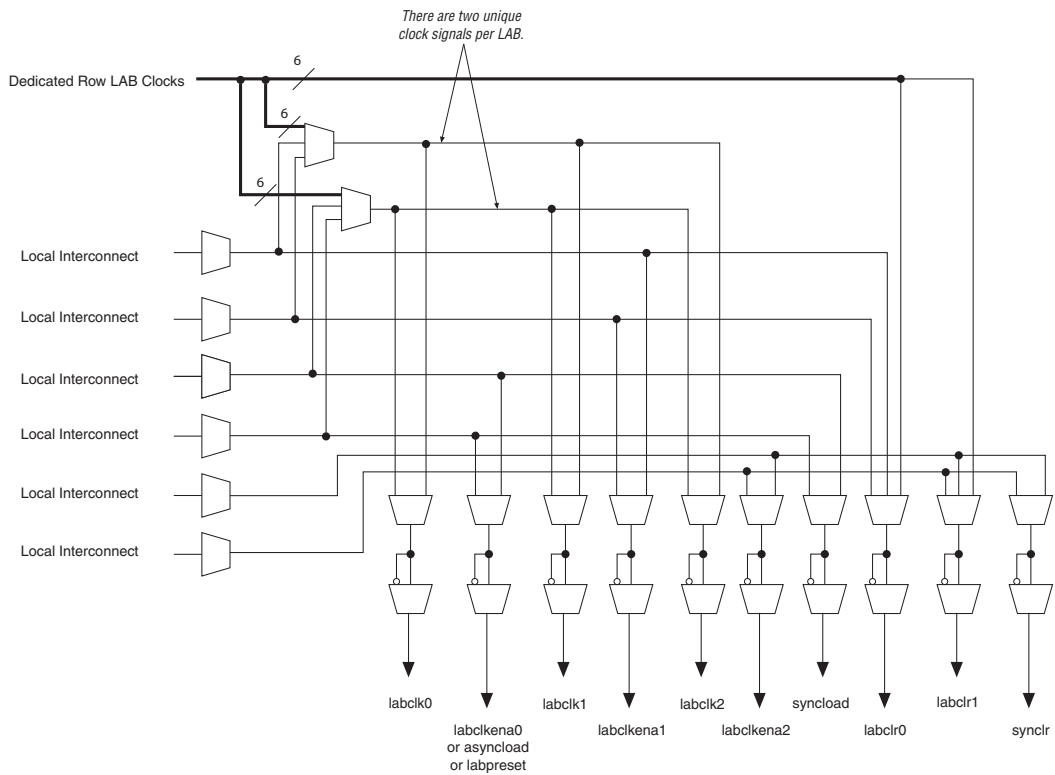 There are two unique
clock signals per LAB.
6
Dedicated Row LAB Clocks
6
6
Local Interconnect
Local Interconnect
Local Interconnect
Local Interconnect
Local Interconnect
Local Interconnect
labclk0
labclk1
labclk2
syncload
labclr1
labclkena0
or asyncload
or labpreset
labclkena1
labclkena2
labclr0
synclr